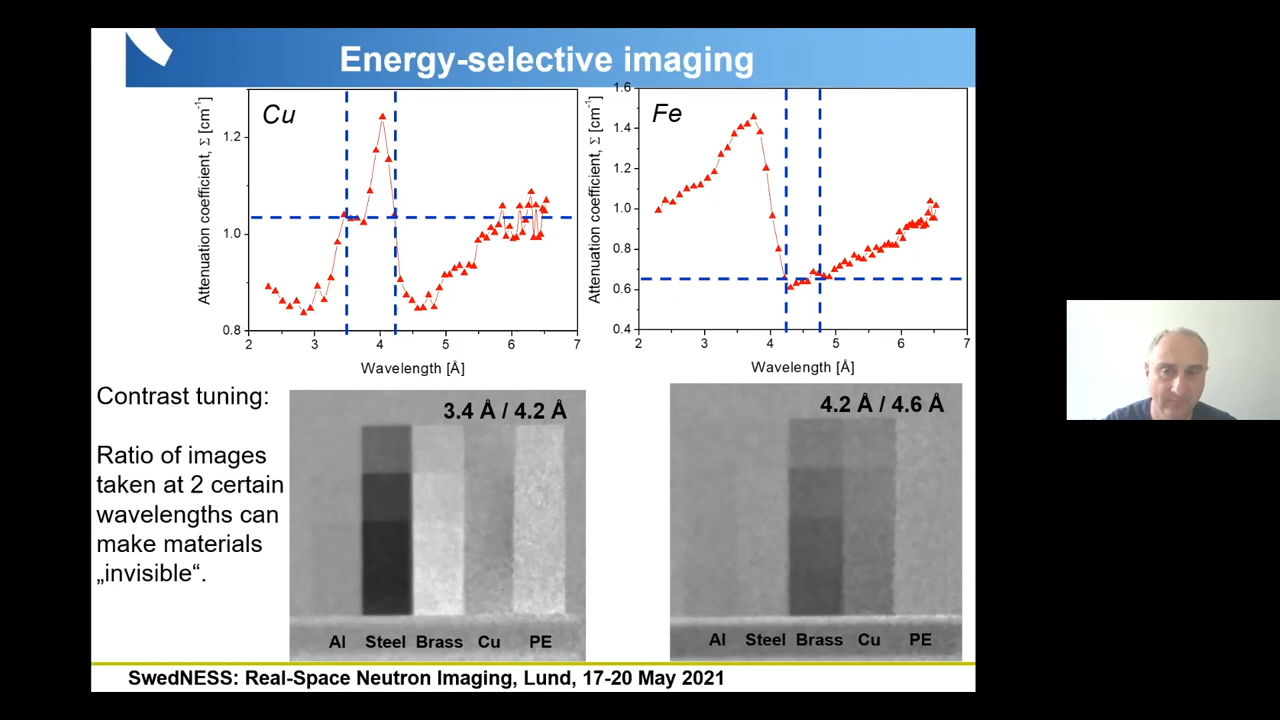 Energy-selective imaging
Cu
Attenuation coefficient, Σ [cm⁻¹]
1.2
1.0
0.8
2 3 4 5 6 7
Wavelength [Å]
Fe
Attenuation coefficient, Σ [cm⁻¹]
1.6
1.4
1.2
1.0
0.8
0.6
0.4
2 3 4 5 6 7
Wavelength [Å]
Contrast tuning:
Ratio of images
taken at 2 certain
wavelengths can
make materials
„invisible“.
3.4 Å / 4.2 Å
Al Steel Brass Cu PE
4.2 Å / 4.6 Å
Al Steel Brass Cu PE
SwedNESS: Real-Space Neutron Imaging, Lund, 17-20 May 2021